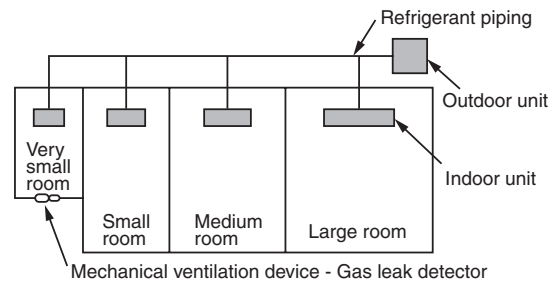 Refrigerant piping
Outdoor unit
Very
small
room
Indoor unit
Small
room
Medium
room
Large room
Mechanical ventilation device - Gas leak detector